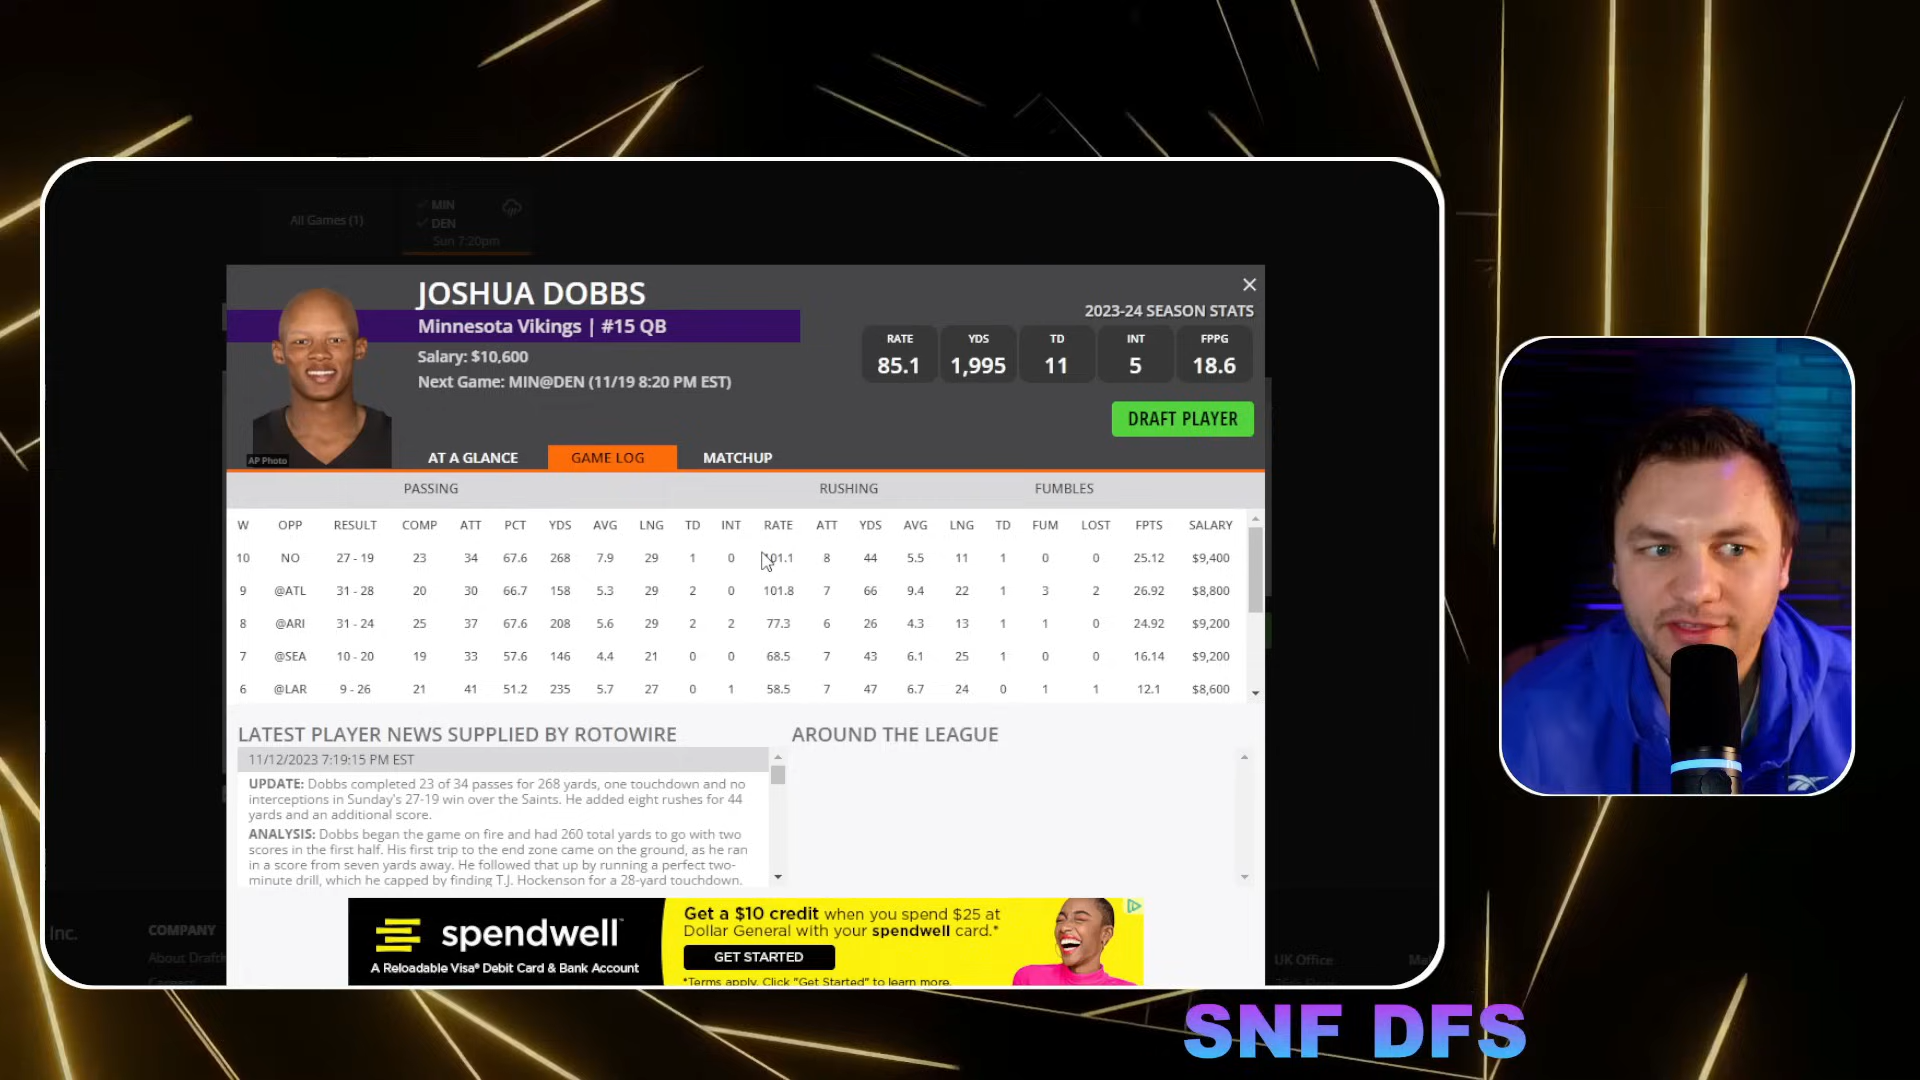 All Games (1)
MIN
DEN
Sun 7:20pm
JOSHUA DOBBS
Minnesota Vikings | #15 QB
Salary: $10,600
Next Game: MIN@DEN (11/19 8:20 PM EST)
2023-24 SEASON STATS
RATE YDS TD INT FPPG
85.1 1,995 11 5 18.6
DRAFT PLAYER
AP Photo
AT A GLANCE GAME LOG MATCHUP
PASSING RUSHING FUMBLES
W OPP RESULT COMP ATT PCT YDS AVG LNG TD INT RATE ATT YDS AVG LNG TD FUM LOST FPTS SALARY
10 NO 27 - 19 23 34 67.6 268 7.9 29 1 0 101.1 8 44 5.5 11 1 0 0 25.12 $9,400
9 @ATL 31 - 28 20 30 66.7 158 5.3 29 2 0 101.8 7 66 9.4 22 1 3 2 26.92 $8,800
8 @ARI 31 - 24 25 37 67.6 208 5.6 29 2 2 77.3 6 26 4.3 13 1 1 0 24.92 $9,200
7 @SEA 10 - 20 19 33 57.6 146 4.4 21 0 0 68.5 7 43 6.1 25 1 0 0 16.14 $9,200
6 @LAR 9 - 26 21 41 51.2 235 5.7 27 0 1 58.5 7 47 6.7 24 0 1 1 12.1 $8,600
LATEST PLAYER NEWS SUPPLIED BY ROTOWIRE
11/12/2023 7:19:15 PM EST
UPDATE: Dobbs completed 23 of 34 passes for 268 yards, one touchdown and no
interceptions in Sunday's 27-19 win over the Saints. He added eight rushes for 44
yards and an additional score.
ANALYSIS: Dobbs began the game on fire and had 260 total yards to go with two
scores in the first half. His first trip to the end zone came on the ground, as he ran
in a score from seven yards away. He followed that up by running a perfect two-
minute drill, which he capped by finding T.J. Hockenson for a 28-yard touchdown.
AROUND THE LEAGUE
spendwell
A Reloadable Visa® Debit Card & Bank Account
Get a $10 credit when you spend $25 at
Dollar General with your spendwell card.*
GET STARTED
*Terms apply. Click "Get Started" to learn more.
Inc.
COMPANY
About Draft
UK Office
SNF DFS